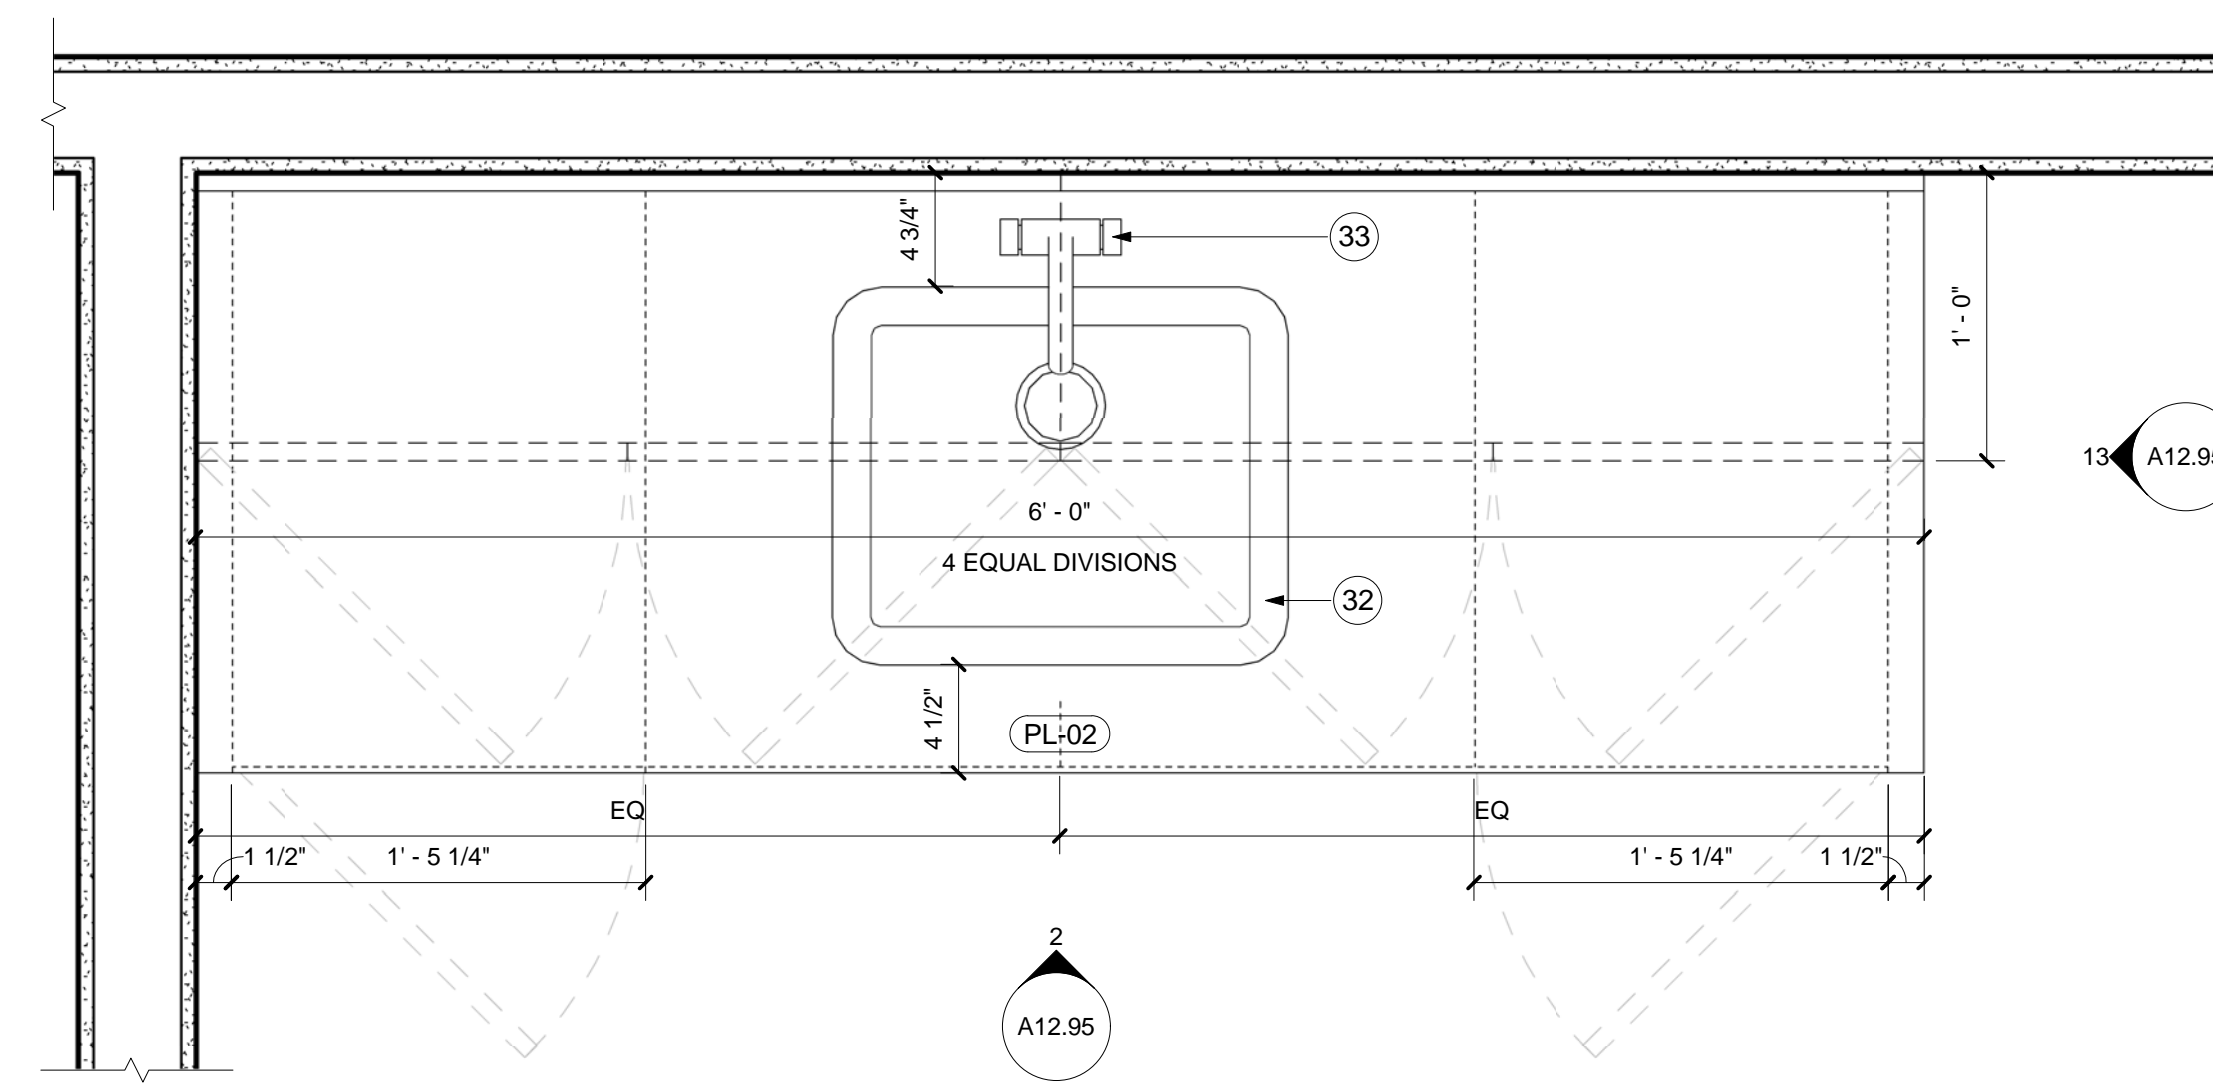 4 3/4"
33
1' - 0"
13
A12.95
6' - 0"
4 EQUAL DIVISIONS
32
4 1/2"
PL-02
EQ
EQ
1 1/2"
1' - 5 1/4"
1' - 5 1/4"
1 1/2"
2
A12.95